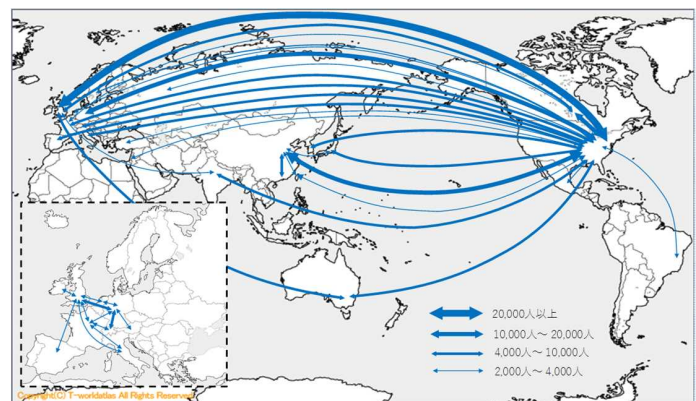 20,000人以上
10,000人～20,000人
4,000人～10,000人
2,000人～4,000人
Copyright(C) T-worldatlas All Rights Reserved